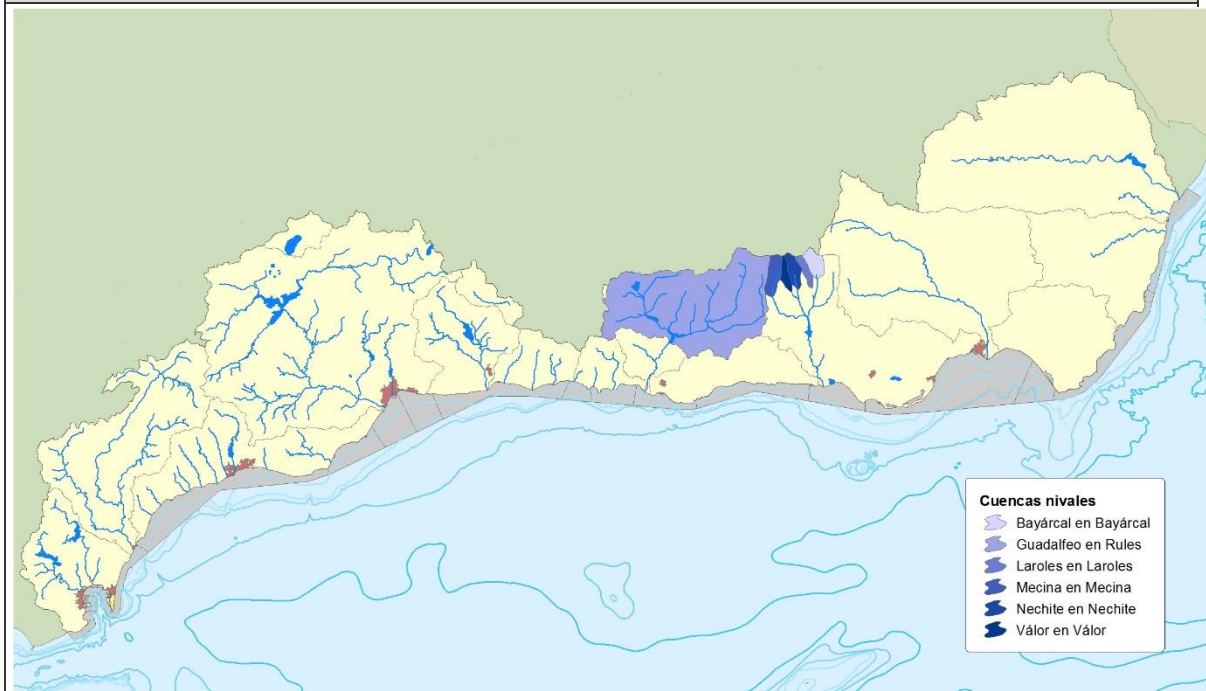 Cuencas nivales
Bayárcal en Bayárcal
Guadalfeo en Rules
Laroles en Laroles
Mecina en Mecina
Nechite en Nechite
Válor en Válor